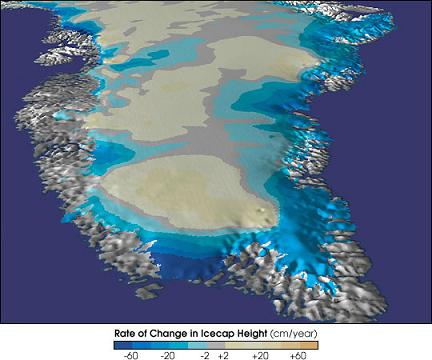 Rate of Change in Icecap Height (cm/year)
-60 -20 -2 +2 +20 +60